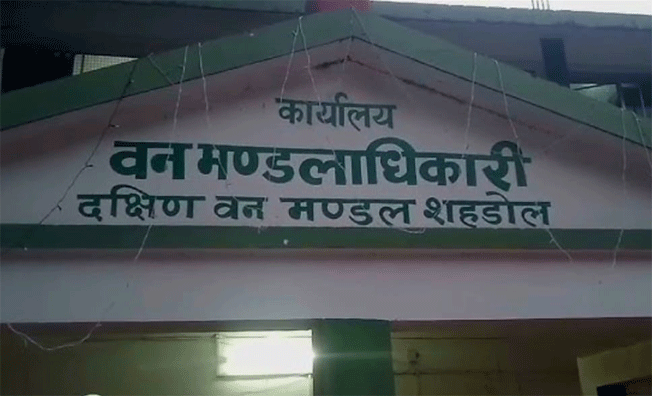 कार्यालय
वन मण्डलाधिकारी
दक्षिण वन मण्डल शहडोल